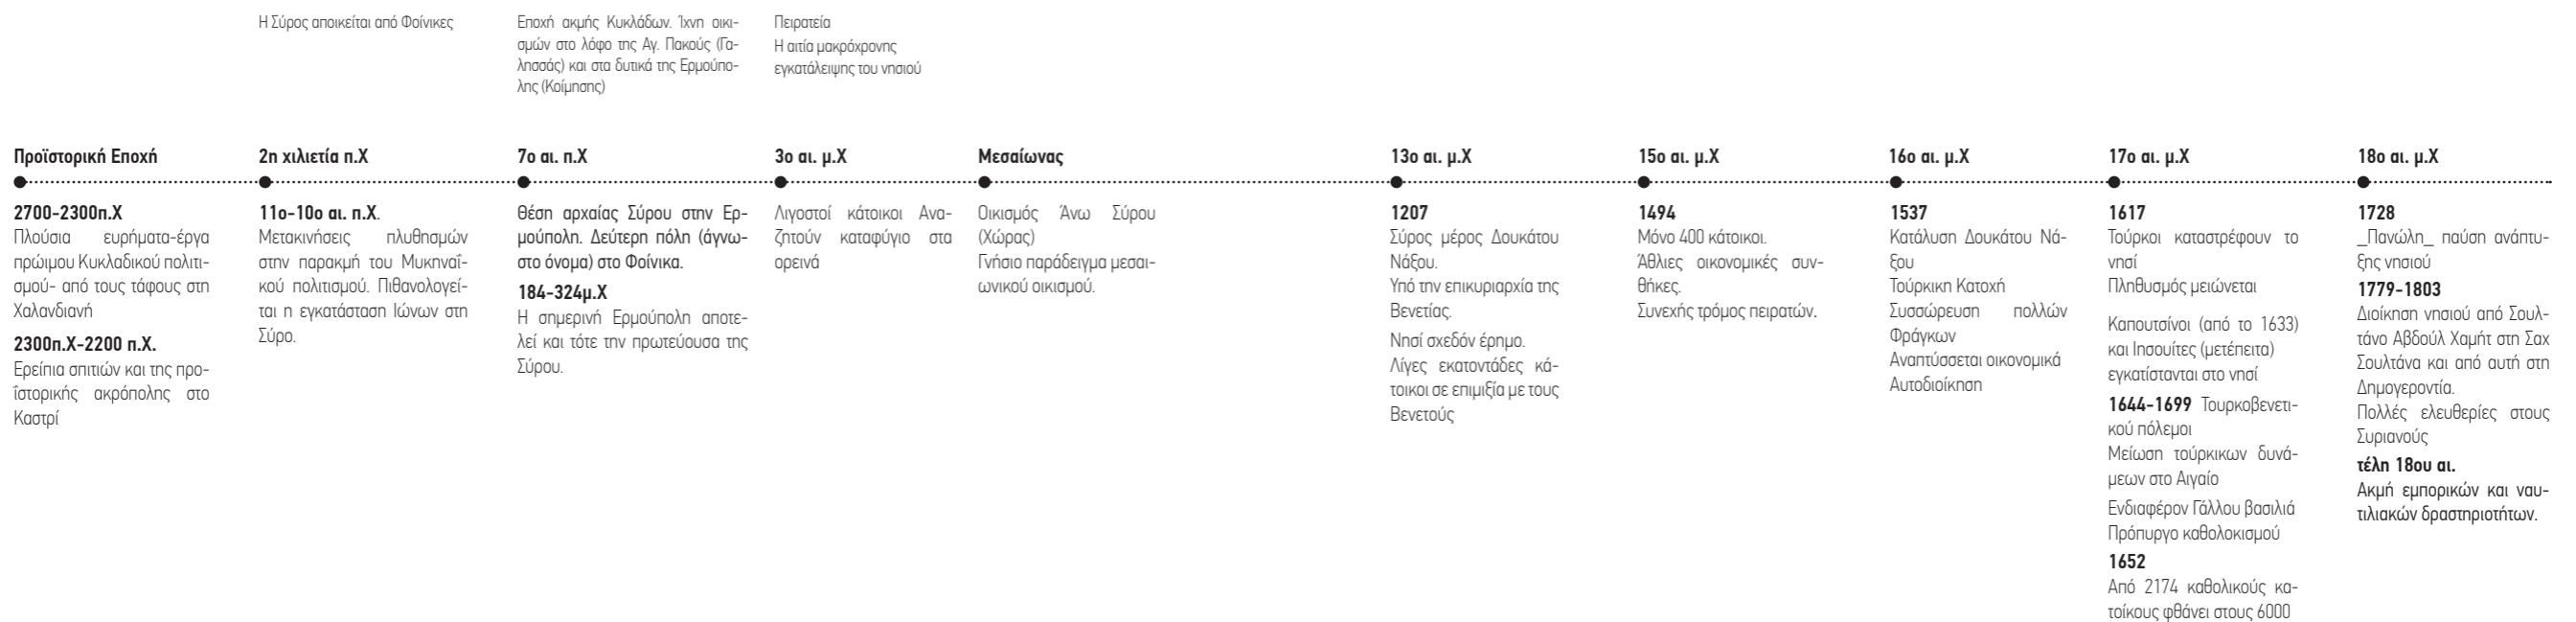 Η Σύρος αποικείται από Φοίνικες
Εποχή ακμής Κυκλάδων. Ίχνη οικι-
σμών στο λόφο της Αγ. Πακούς (Γα-
λησσάς) και στα δυτικά της Ερμούπο-
λης (Κοίμησης)
Πειρατεία
Η αιτία μακρόχρονης
εγκατάλειψης του νησιού
Προϊστορική Εποχή
2700-2300π.Χ
Πλούσια ευρήματα-έργα
πρώιμου Κυκλαδικού πολιτι-
σμού- από τους τάφους στη
Χαλανδιανή
2300π.Χ-2200 π.Χ.
Ερείπια σπιτιών και της προ-
ϊστορικής ακρόπολης στο
Καστρί
2η χιλιετία π.Χ
11ο-10ο αι. π.Χ.
Μετακινήσεις πλυθησμών
στην παρακμή του Μυκηναΐ-
κού πολιτισμού. Πιθανολογεί-
ται η εγκατάσταση Ιώνων στη
Σύρο.
7ο αι. π.Χ
Θέση αρχαίας Σύρου στην Ερ-
μούπολη. Δεύτερη πόλη (άγνω-
στο όνομα) στο Φοίνικα.
184-324μ.Χ
Η σημερινή Ερμούπολη αποτε-
λεί και τότε την πρωτεύουσα της
Σύρου.
3ο αι. μ.Χ
Λιγοστοί κάτοικοι Ανα-
ζητούν καταφύγιο στα
ορεινά
Μεσαίωνας
Οικισμός Άνω Σύρου
(Χώρας)
Γνήσιο παράδειγμα μεσαι-
ωνικού οικισμού.
13ο αι. μ.Χ
1207
Σύρος μέρος Δουκάτου
Νάξου.
Υπό την επικυριαρχία της
Βενετίας.
Νησί σχεδόν έρημο.
Λίγες εκατοντάδες κά-
τοικοι σε επιμιξία με τους
Βενετούς
15ο αι. μ.Χ
1494
Μόνο 400 κάτοικοι.
Άθλιες οικονομικές συν-
θήκες.
Συνεχής τρόμος πειρατών.
16ο αι. μ.Χ
1537
Κατάλυση Δουκάτου Νά-
ξου
Τούρκικη Κατοχή
Συσσώρευση πολλών
Φράγκων
Αναπτύσσεται οικονομικά
Αυτοδιοίκηση
17ο αι. μ.Χ
1617
Τούρκοι καταστρέφουν το
νησί
Πληθυσμός μειώνεται
Καπουτσίνοι (από το 1633)
και Ιησουίτες (μετέπειτα)
εγκατίστανται στο νησί
1644-1699 Τουρκοβενετι-
κού πόλεμοι
Μείωση τούρκικων δυνά-
μεων στο Αιγαίο
Ενδιαφέρον Γάλλου βασιλιά
Πρόπυργο καθολοκισμού
1652
Από 2174 καθολικούς κα-
τοίκους φθάνει στους 6000
18ο αι. μ.Χ
1728
_Πανώλη_ παύση ανάπτυ-
ξης νησιού
1779-1803
Διοίκηση νησιού από Σουλ-
τάνο Αβδούλ Χαμήτ στη Σαχ
Σουλτάνα και από αυτή στη
Δημογεροντία.
Πολλές ελευθερίες στους
Συριανούς
τέλη 18ου αι.
Ακμή εμπορικών και ναυ-
τιλιακών δραστηριοτήτων.